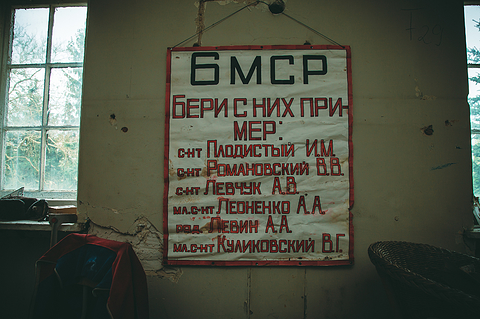 6МСР
БЕРИ С НИХ ПРИ-
МЕР:
С-НТ ПЛОДИСТЫЙ И.М.
С-НТ РОМАНОВСКИЙ В.В.
С-НТ ЛЕВЧУК А.В.
МЛ.С-НТ ЛЕОНЕНКО А.А.
РЯД. ЛЕВИН А.А.
МЛ.С-НТ КУЛИКОВСКИЙ В.Г.